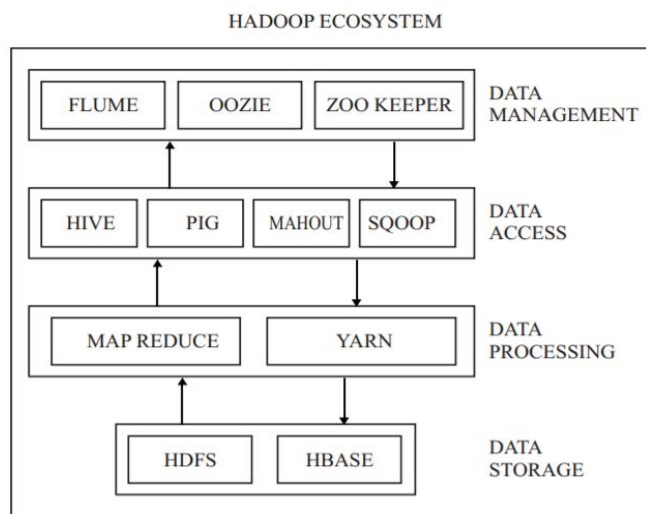 HADOOP ECOSYSTEM
FLUME OOZIE ZOO KEEPER
DATA
MANAGEMENT
HIVE PIG MAHOUT SQOOP
DATA
ACCESS
MAP REDUCE YARN
DATA
PROCESSING
HDFS HBASE
DATA
STORAGE